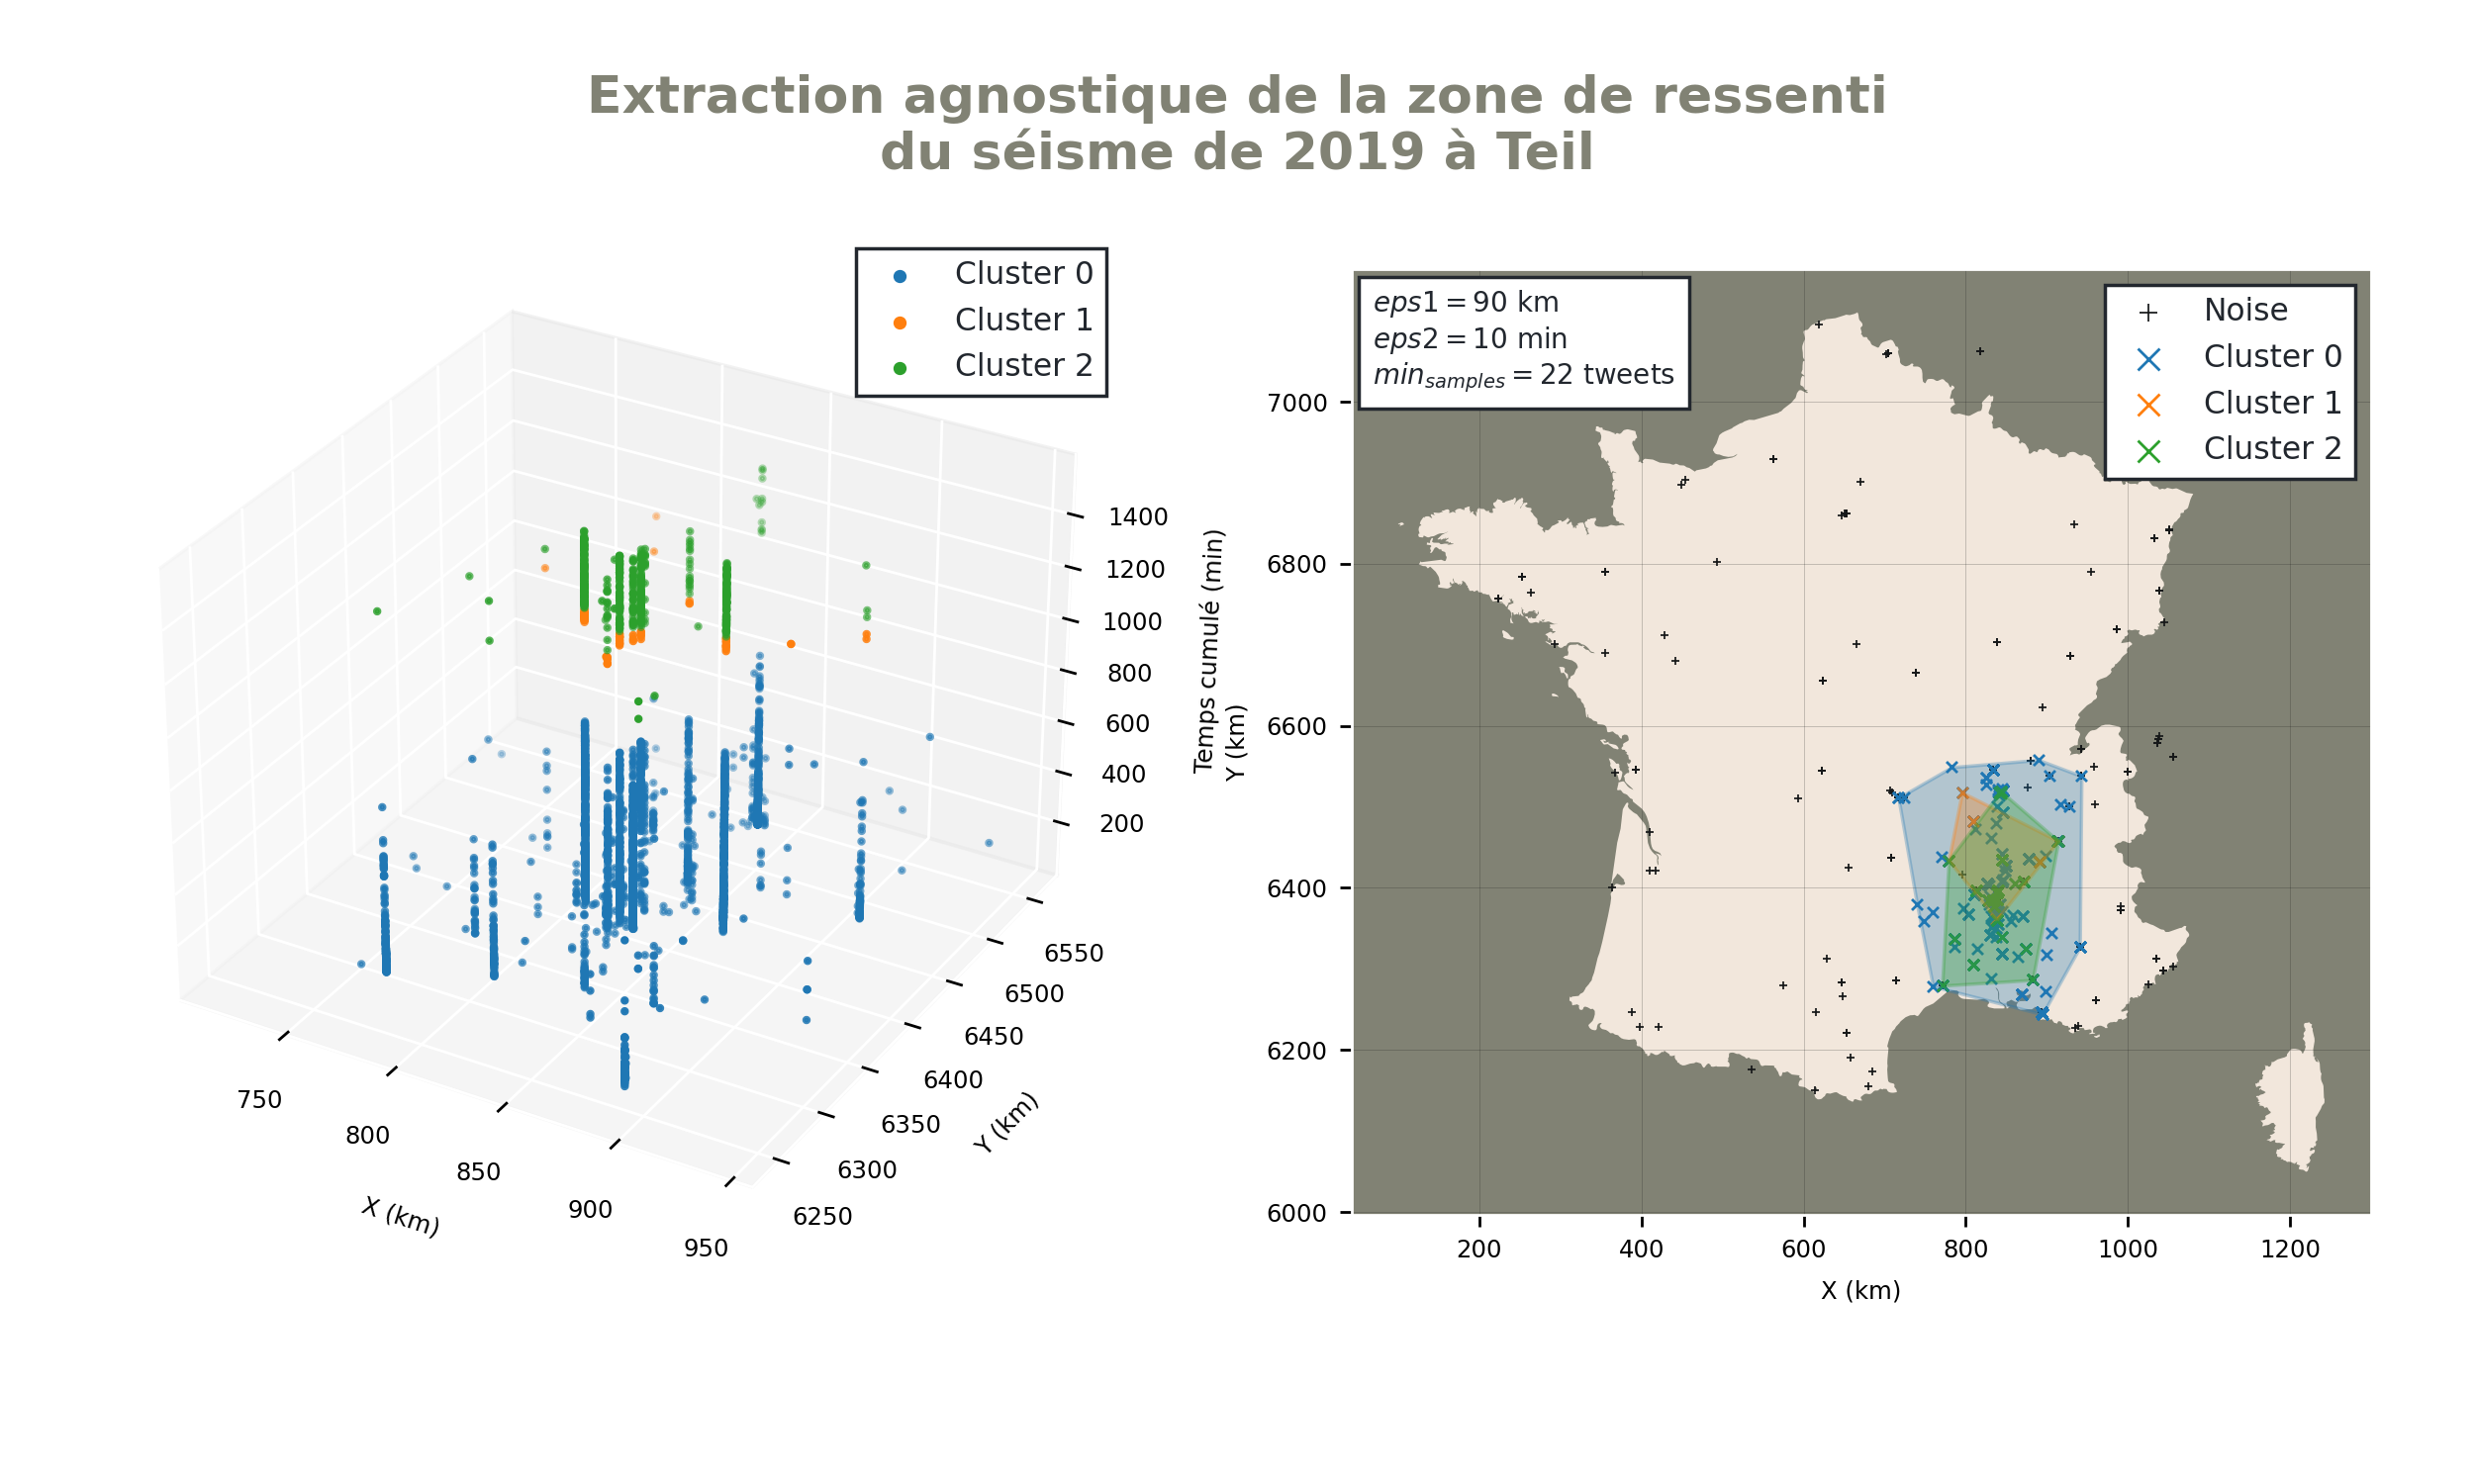 Extraction agnostique de la zone de ressenti
du séisme de 2019 à Teil
Cluster 0
Cluster 1
Cluster 2
1400
1200
1000
800
600
400
200
Temps cumulé (min)
750
800
850
900
950
X (km)
6250
6300
6350
6400
6450
6500
6550
Y (km)
eps1 = 90 km
eps2 = 10 min
min_samples = 22 tweets
Noise
Cluster 0
Cluster 1
Cluster 2
Y (km)
7000
6800
6600
6400
6200
6000
200
400
600
800
1000
1200
X (km)